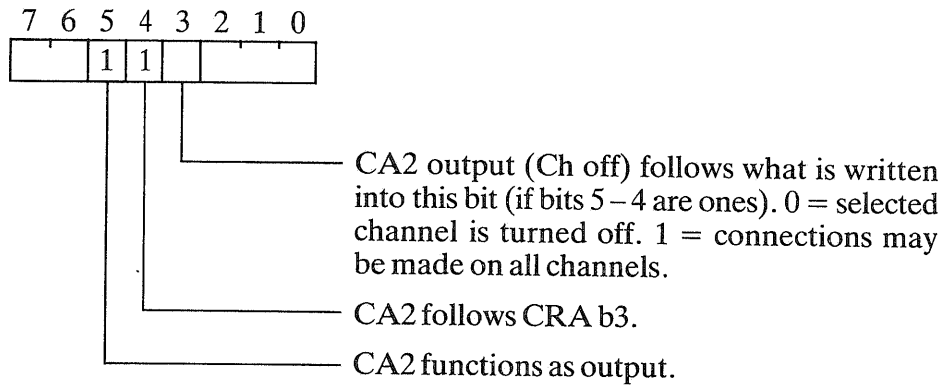 7 6 5 4 3 2 1 0
1 1
CA2 output (Ch off) follows what is written
into this bit (if bits 5–4 are ones). 0 = selected
channel is turned off. 1 = connections may
be made on all channels.
CA2 follows CRA b3.
CA2 functions as output.